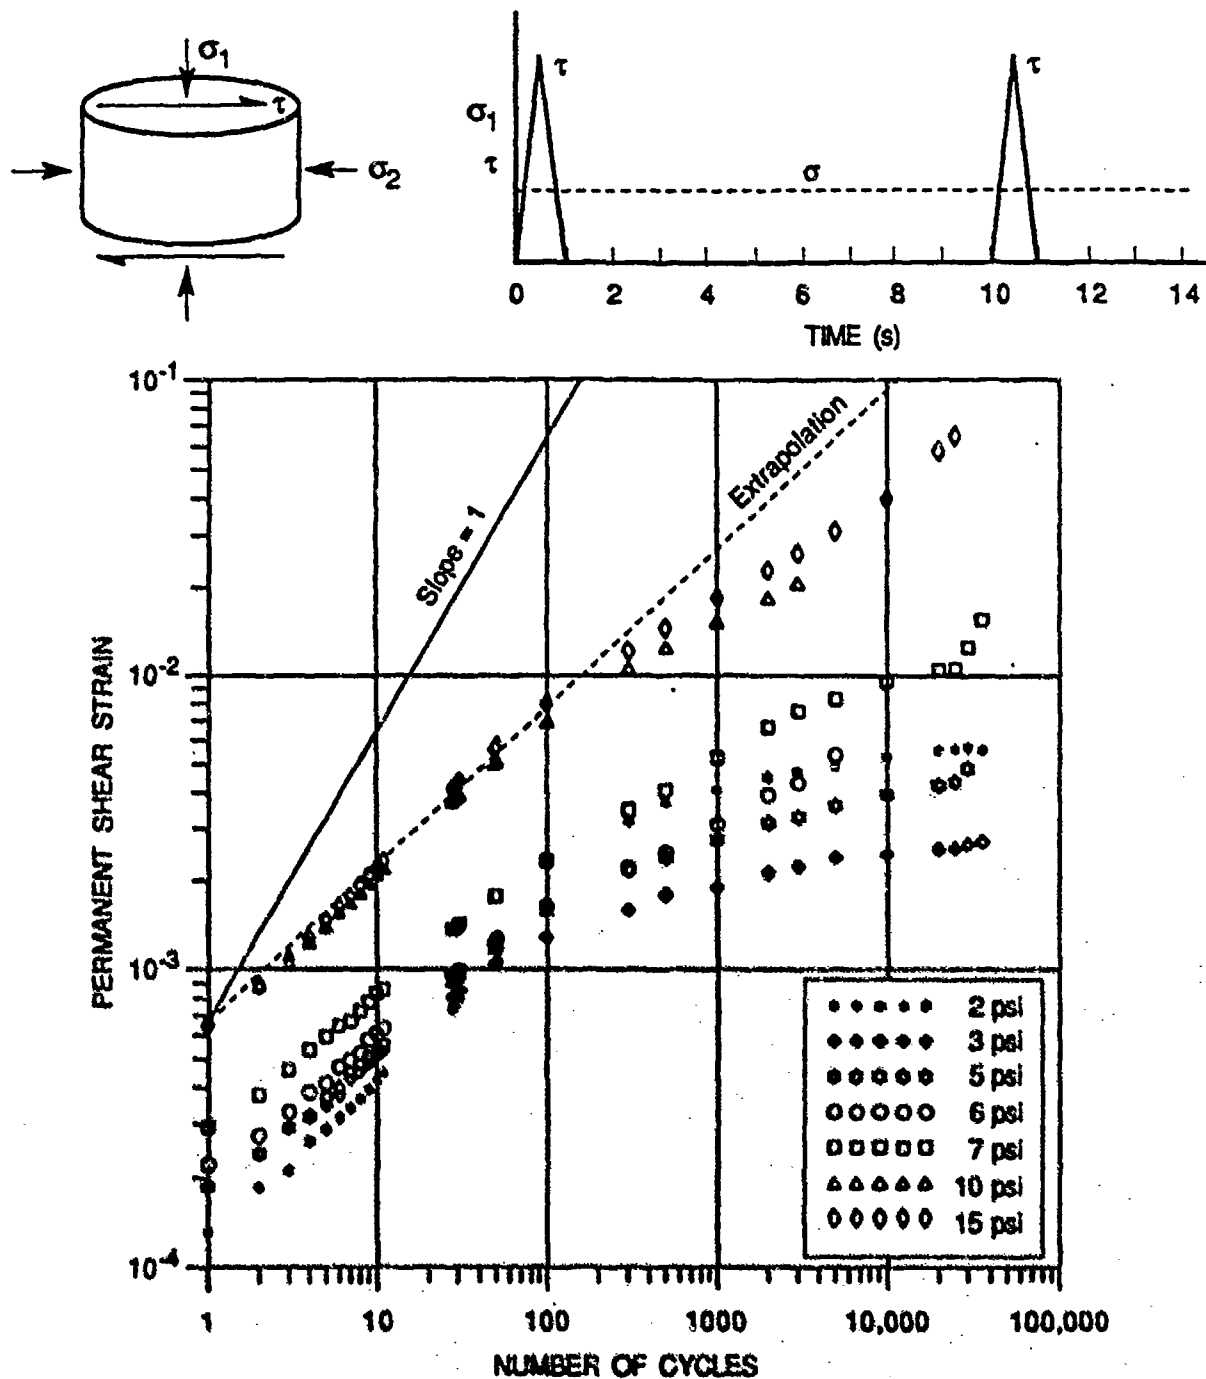 σ1
τ
σ2
τ
τ
σ1
τ
σ
0 2 4 6 8 10 12 14
TIME (s)
10-1
10-2
10-3
10-4
PERMANENT SHEAR STRAIN
Slope = 1
Extrapolation
2 psi
3 psi
5 psi
6 psi
7 psi
10 psi
15 psi
1 10 100 1000 10,000 100,000
NUMBER OF CYCLES